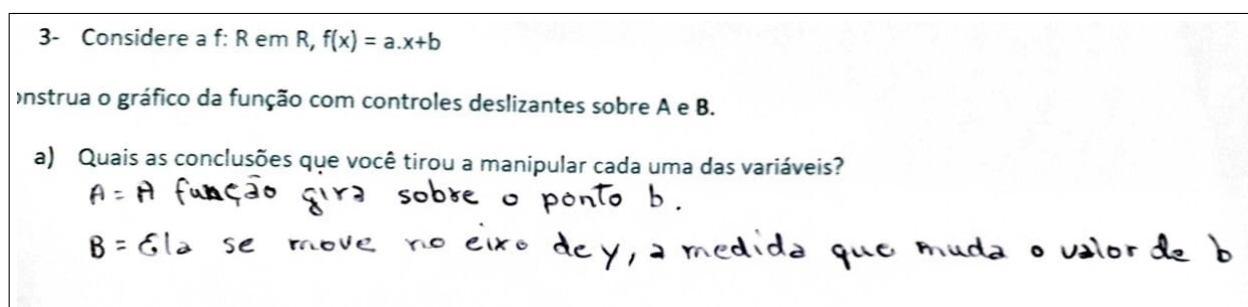 3- Considere a f: R em R, f(x) = a.x+b
onstrua o gráfico da função com controles deslizantes sobre A e B.
a) Quais as conclusões que você tirou a manipular cada uma das variáveis?
A = A função gira sobre o ponto b.
B = Ela se move no eixo de y, a medida que muda o valor de b